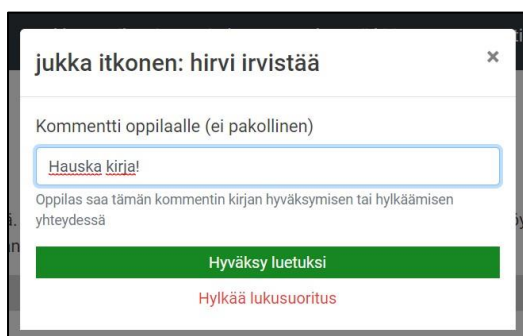 jukka itkonen: hirvi irvistää
×
Kommentti oppilaalle (ei pakollinen)
Hauska kirja!
Oppilas saa tämän kommentin kirjan hyväksymisen tai hylkäämisen
yhteydessä
Hyväksy luetuksi
Hylkää lukusuoritus